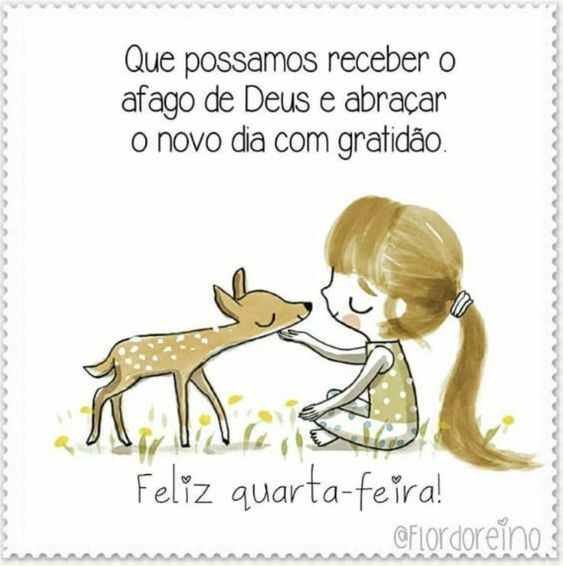 Que possamos receber o
afago de Deus e abraçar
o novo dia com gratidão.
Feliz quarta-feira!
@Flordoreino